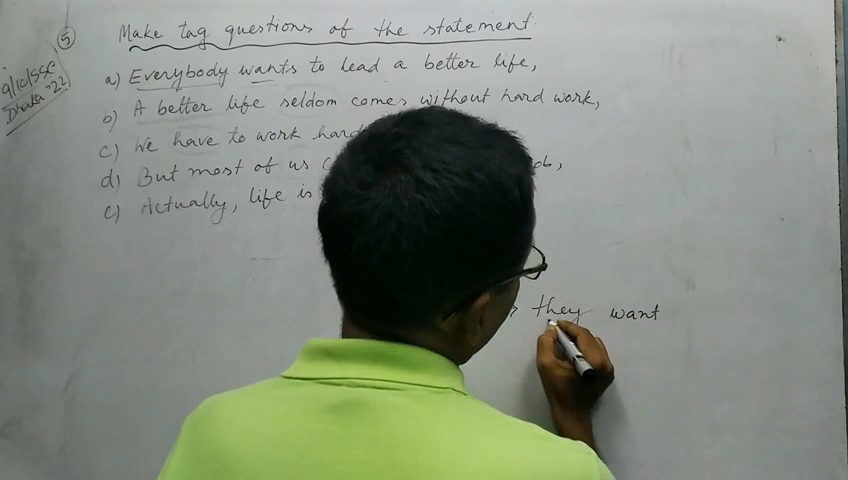 5 Make tag questions of the statement
9/10/SSC
Dhaka '22
a) Everybody wants to lead a better life,
b) A better life seldom comes without hard work,
c) We have to work hard
d) But most of us
e) Actually, life is
they want